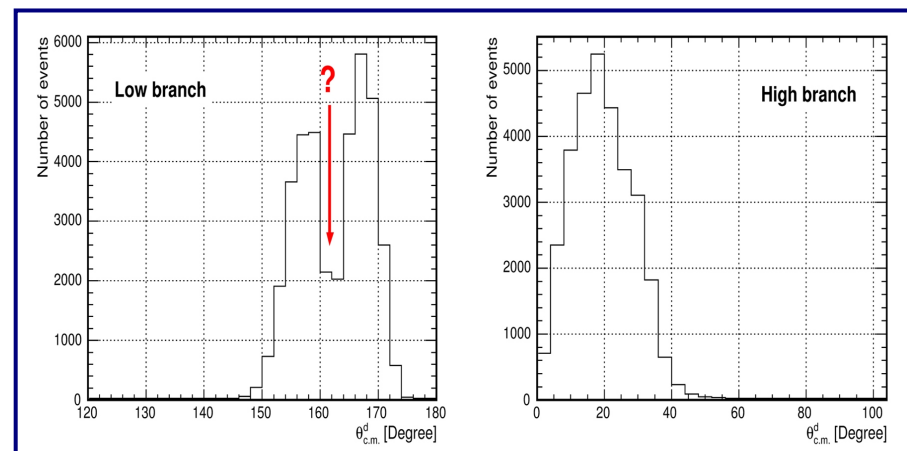 Number of events
6000
5000
4000
3000
2000
1000
0
Low branch
?
120 130 140 150 160 170 180
θ^d_c.m. [Degree]
Number of events
5000
4000
3000
2000
1000
0
High branch
0 20 40 60 80 100
θ^d_c.m. [Degree]